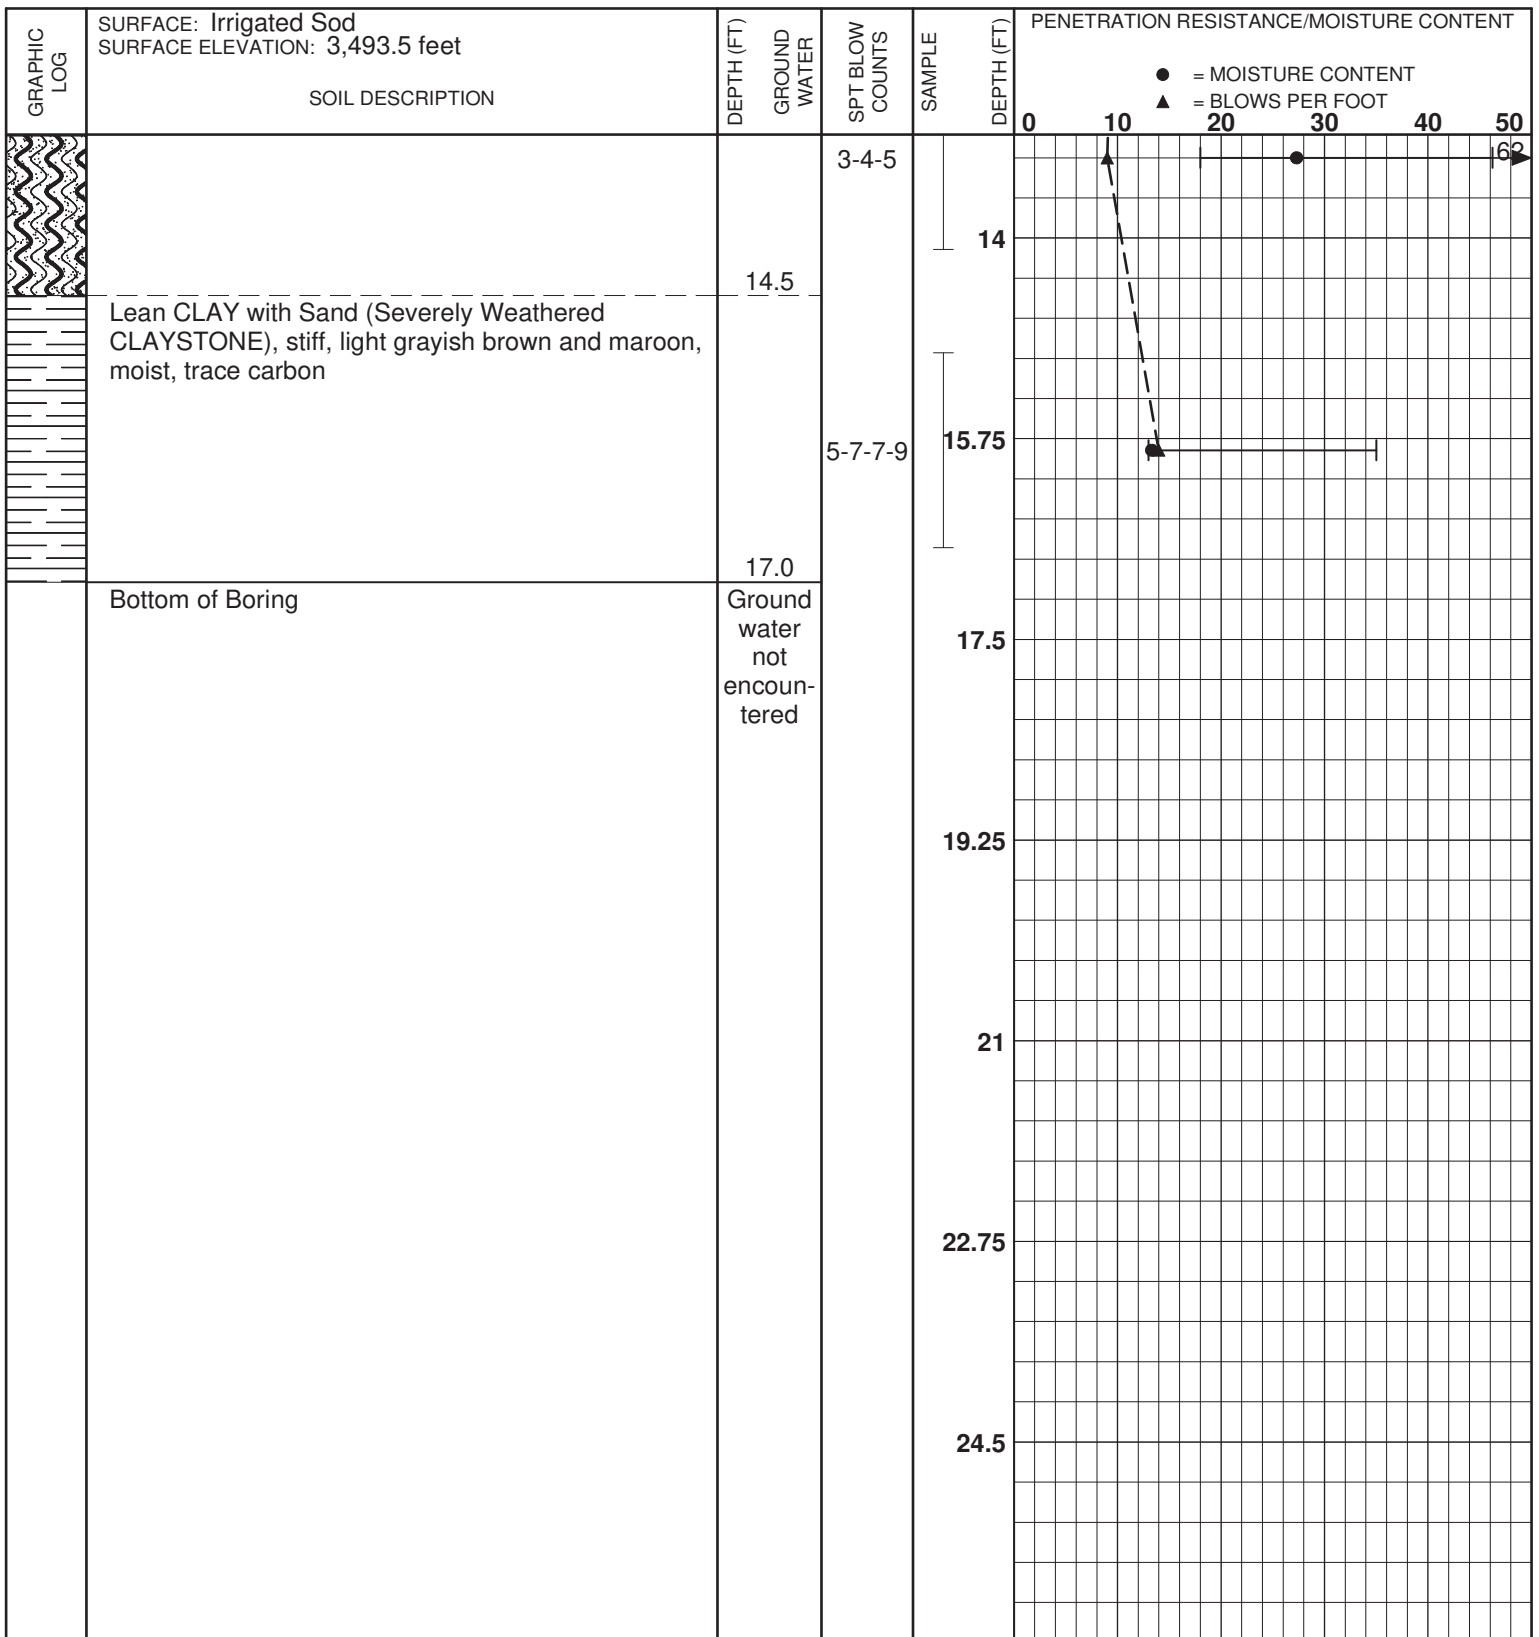 GRAPHIC
LOG
SURFACE: Irrigated Sod
SURFACE ELEVATION: 3,493.5 feet
SOIL DESCRIPTION
DEPTH (FT)
GROUND
WATER
SPT BLOW
COUNTS
SAMPLE
DEPTH (FT)
PENETRATION RESISTANCE/MOISTURE CONTENT
● = MOISTURE CONTENT
▲ = BLOWS PER FOOT
0 10 20 30 40 50
3-4-5
62
14
14.5
Lean CLAY with Sand (Severely Weathered
CLAYSTONE), stiff, light grayish brown and maroon,
moist, trace carbon
5-7-7-9
15.75
17.0
Bottom of Boring
Ground
water
not
encoun-
tered
17.5
19.25
21
22.75
24.5